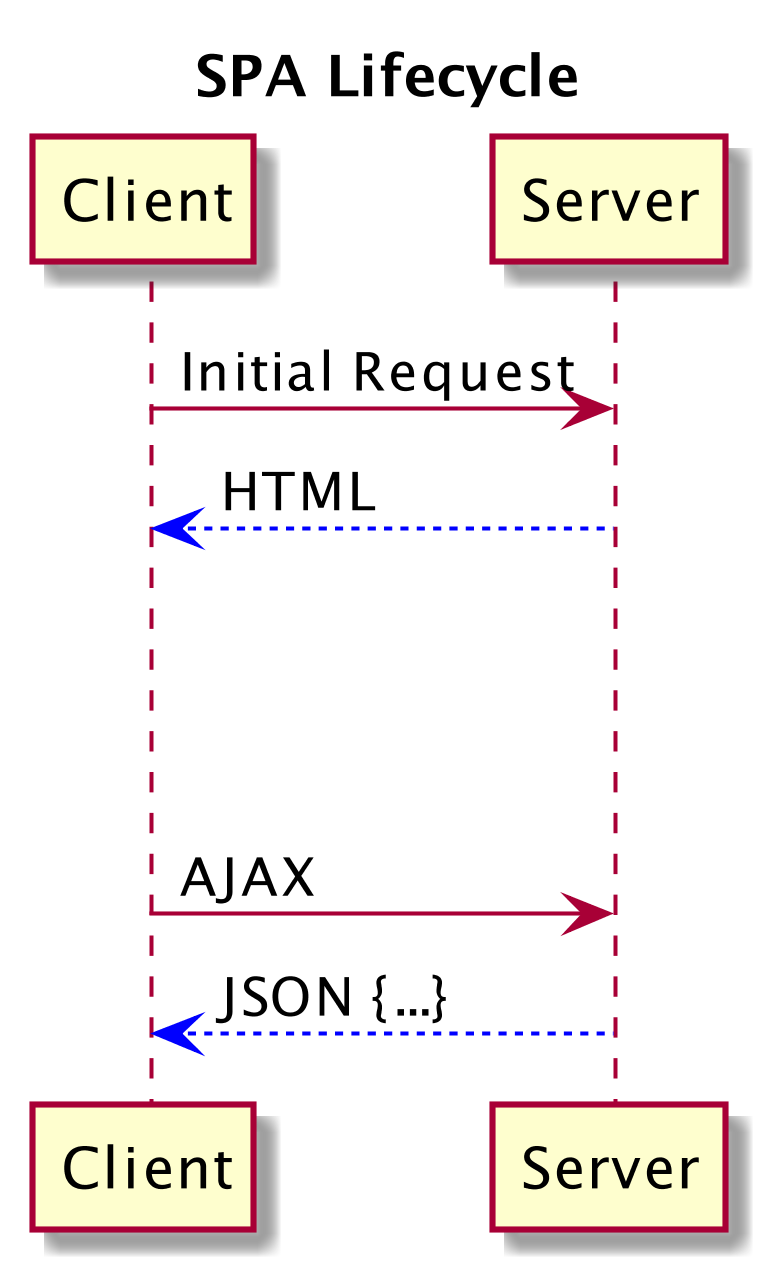 SPA Lifecycle
Client Server
Initial Request
HTML
AJAX
JSON {...}
Client Server